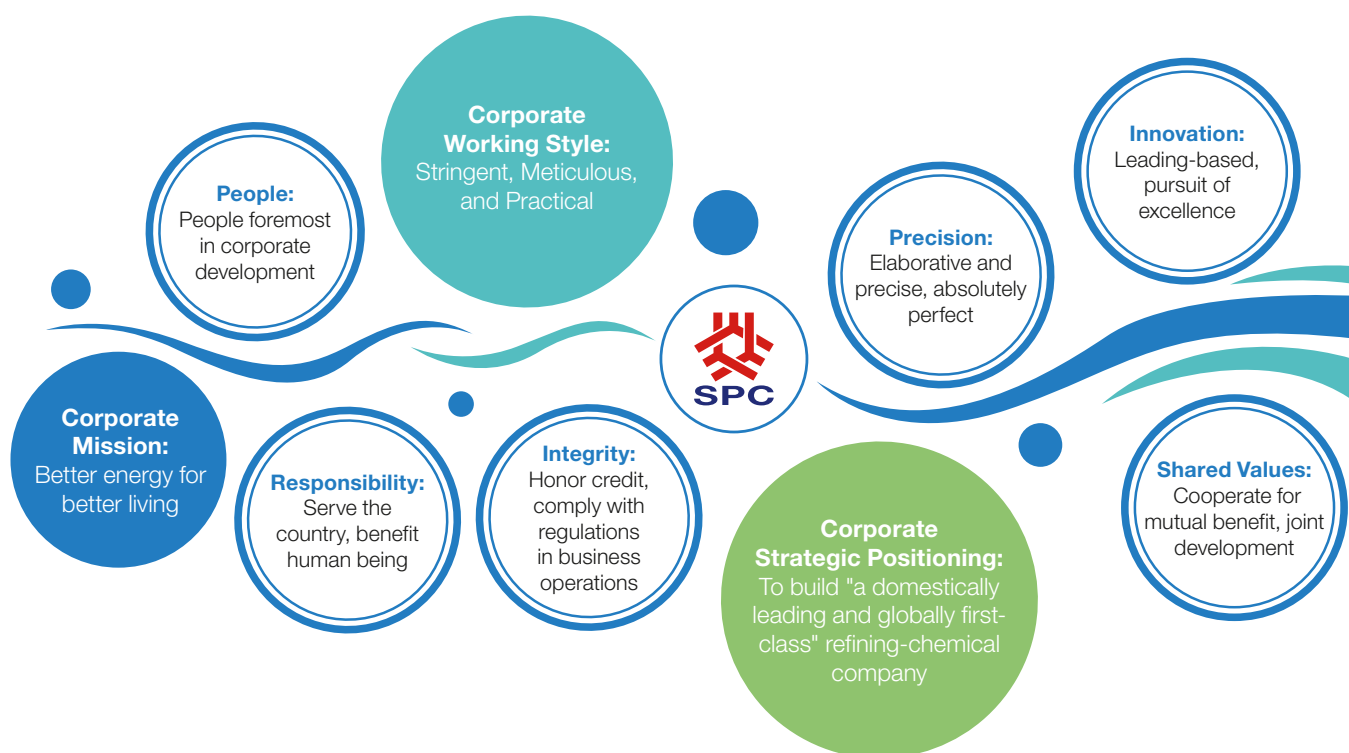 Corporate
Working Style:
Stringent, Meticulous,
and Practical
Innovation:
Leading-based,
pursuit of
excellence
People:
People foremost
in corporate
development
Precision:
Elaborative and
precise, absolutely
perfect
SPC
Corporate
Mission:
Better energy for
better living
Responsibility:
Serve the
country, benefit
human being
Integrity:
Honor credit,
comply with
regulations
in business
operations
Corporate
Strategic Positioning:
To build "a domestically
leading and globally first-
class" refining-chemical
company
Shared Values:
Cooperate for
mutual benefit, joint
development